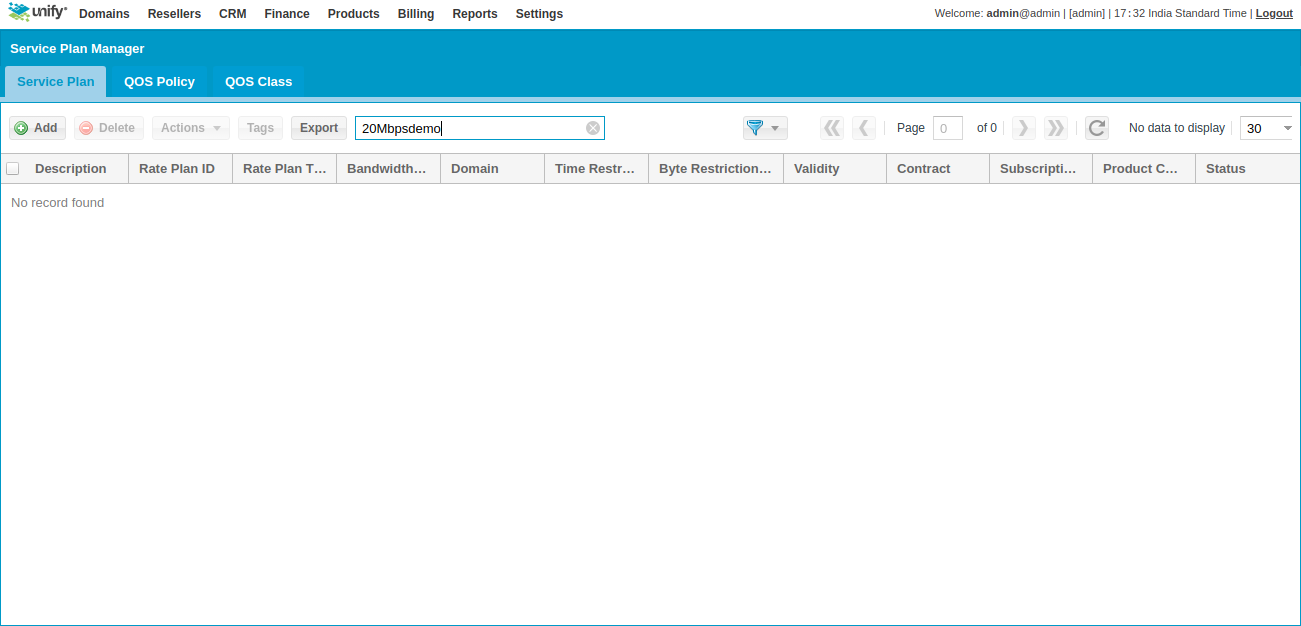 unify Domains Resellers CRM Finance Products Billing Reports Settings Welcome: admin@admin | [admin] | 17:32 India Standard Time | Logout
Service Plan Manager
Service Plan QOS Policy QOS Class
Add Delete Actions Tags Export 20Mbpsdemo Page 0 of 0 No data to display 30
Description Rate Plan ID Rate Plan T... Bandwidth... Domain Time Restr... Byte Restriction... Validity Contract Subscripti... Product C... Status
No record found